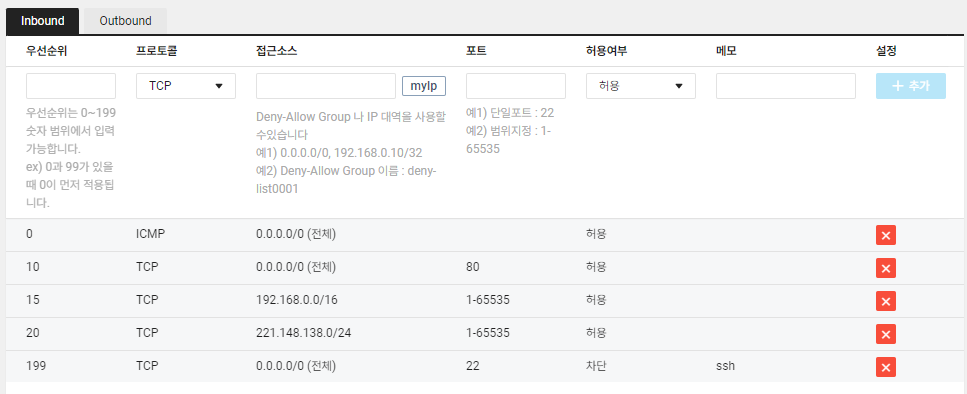 Inbound Outbound
우선순위 프로토콜 접근소스 포트 허용여부 메모 설정
TCP myIp 허용 + 추가
우선순위는 0~199
숫자 범위에서 입력
가능합니다.
ex) 0과 99가 있을
때 0이 먼저 적용됩
니다.
Deny-Allow Group 나 IP 대역을 사용할
수있습니다
예1) 0.0.0.0/0, 192.168.0.10/32
예2) Deny-Allow Group 이름 : deny-
list0001
예1) 단일포트 : 22
예2) 범위지정 : 1-
65535
0 ICMP 0.0.0.0/0 (전체) 허용
10 TCP 0.0.0.0/0 (전체) 80 허용
15 TCP 192.168.0.0/16 1-65535 허용
20 TCP 221.148.138.0/24 1-65535 허용
199 TCP 0.0.0.0/0 (전체) 22 차단 ssh